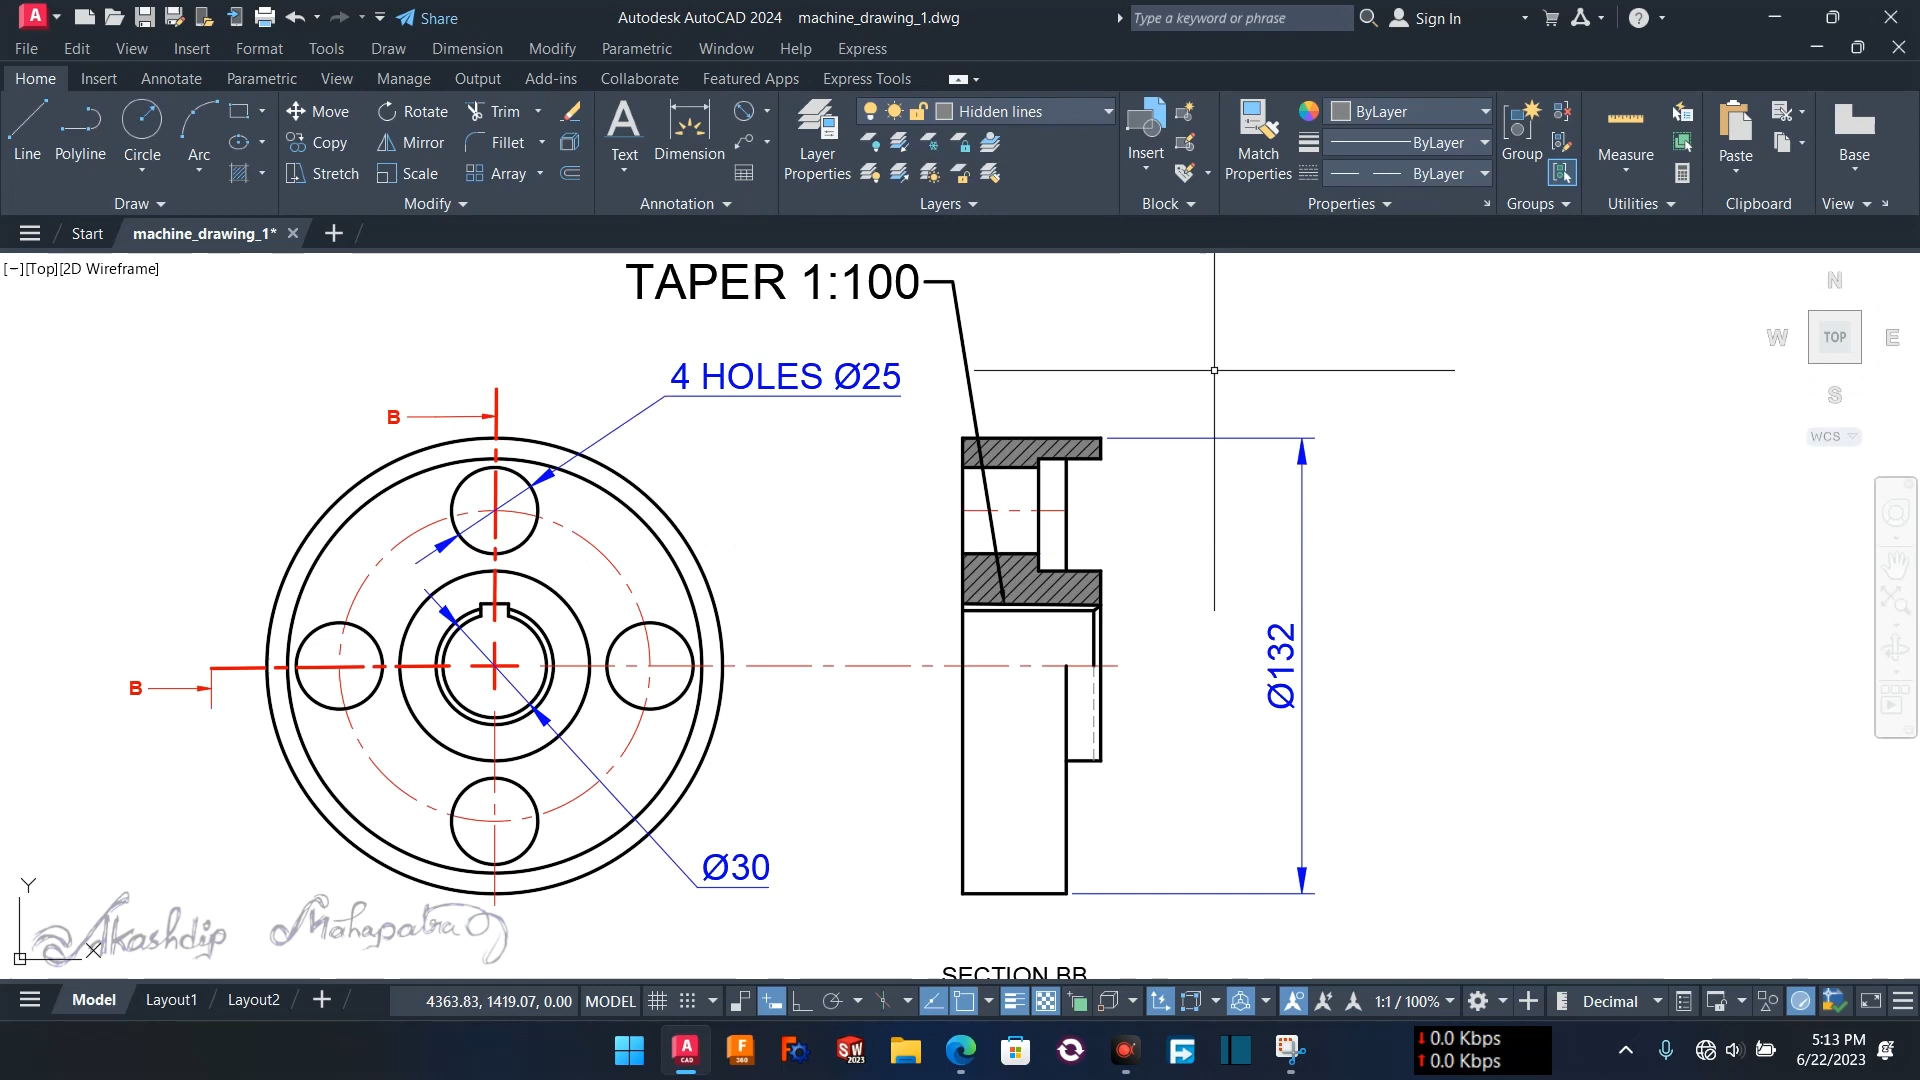 Share
Autodesk AutoCAD 2024 machine_drawing_1.dwg
Type a keyword or phrase
Sign In
File Edit View Insert Format Tools Draw Dimension Modify Parametric Window Help Express
Home Insert Annotate Parametric View Manage Output Add-ins Collaborate Featured Apps Express Tools
Line Polyline Circle Arc
Move Rotate Trim
Copy Mirror Fillet
Stretch Scale Array
Text Dimension
Layer Properties
Hidden lines
Insert
Match Properties
ByLayer
ByLayer
ByLayer
Group
Measure
Paste
Base
Draw Modify Annotation Layers Block Properties Groups Utilities Clipboard View
Start machine_drawing_1*
[−][Top][2D Wireframe]
TAPER 1:100
N
W TOP E
S
WCS
4 HOLES Ø25
B
B
Ø132
Ø30
Y
X
Akashdip Mahapatra
SECTION BB
Model Layout1 Layout2
4363.83, 1419.07, 0.00 MODEL
1:1 / 100%
Decimal
A
CAD
F
360
SW
2023
0.0 Kbps
0.0 Kbps
5:13 PM
6/22/2023